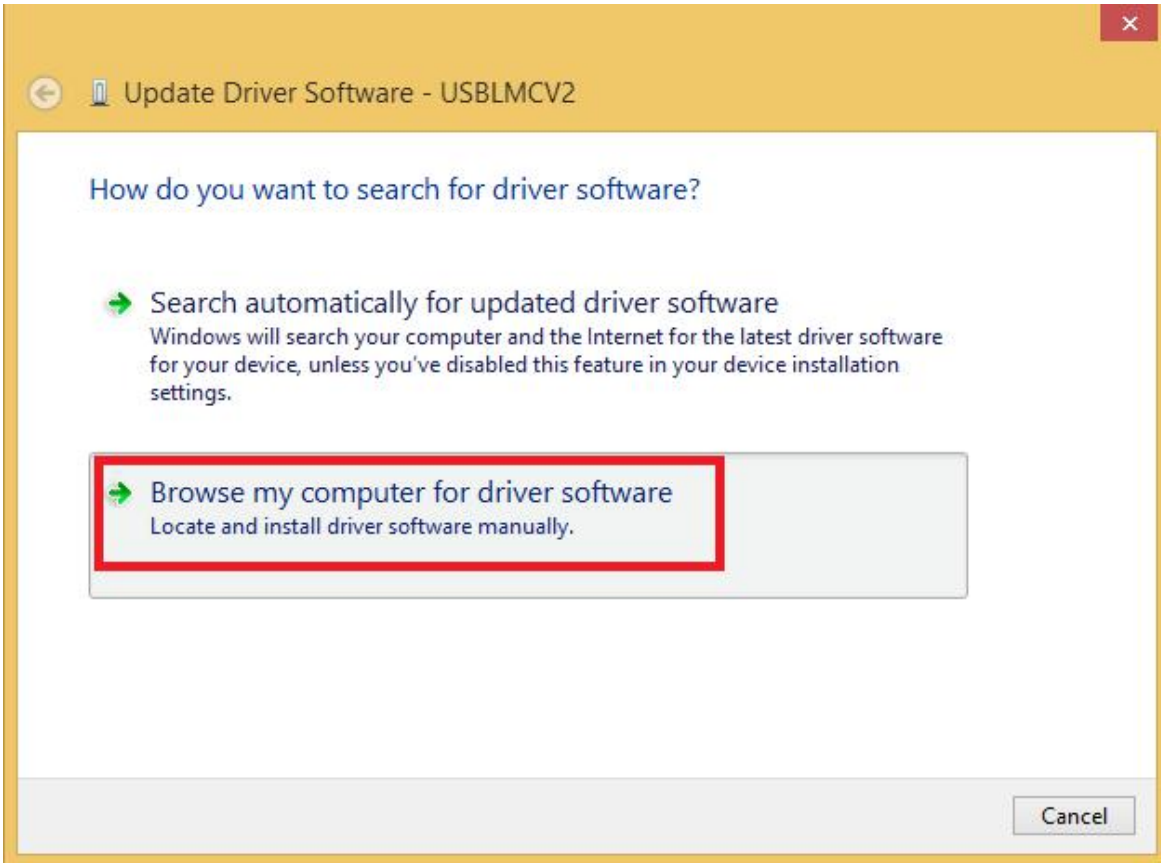 Update Driver Software - USBLMCV2
How do you want to search for driver software?
Search automatically for updated driver software
Windows will search your computer and the Internet for the latest driver software
for your device, unless you've disabled this feature in your device installation
settings.
Browse my computer for driver software
Locate and install driver software manually.
Cancel